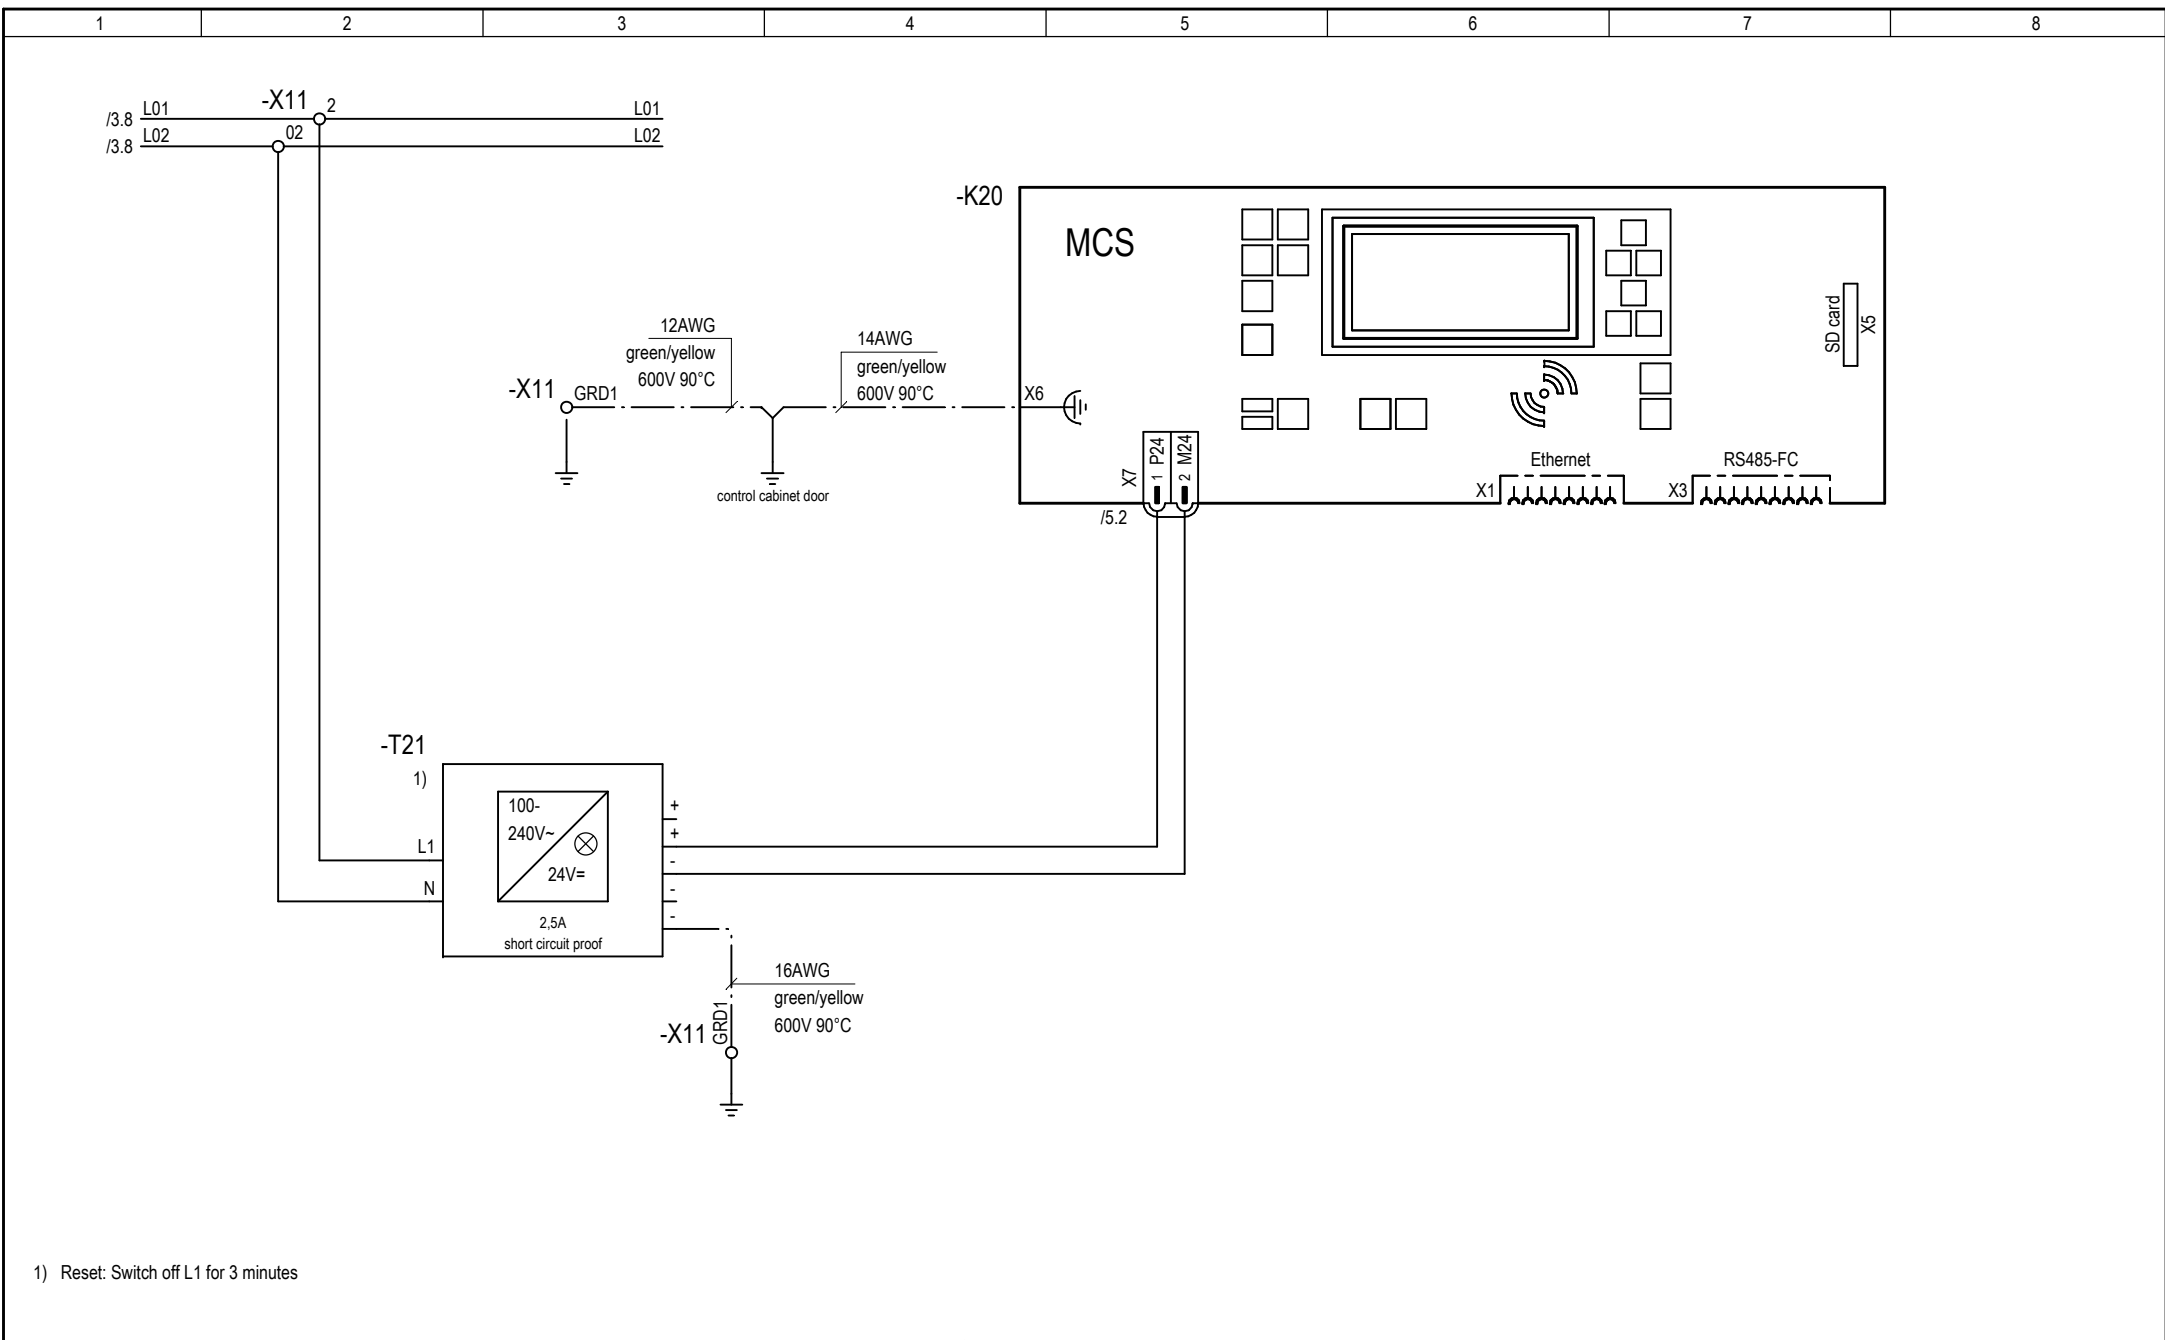 1 2 3 4 5 6 7 8
-X11 2
/3.8 L01 L01
02
/3.8 L02 L02
-K20
MCS
SD card
X5
12AWG
green/yellow
600V 90°C
14AWG
green/yellow
600V 90°C
-X11 GRD1
X6
control cabinet door
X7
1 P24
2 M24
/5.2
Ethernet
X1
RS485-FC
X3
-T21
1)
100-
240V~
24V=
L1
N
+
+
-
-
-
2,5A
short circuit proof
16AWG
green/yellow
600V 90°C
-X11 GRD1
1) Reset: Switch off L1 for 3 minutes